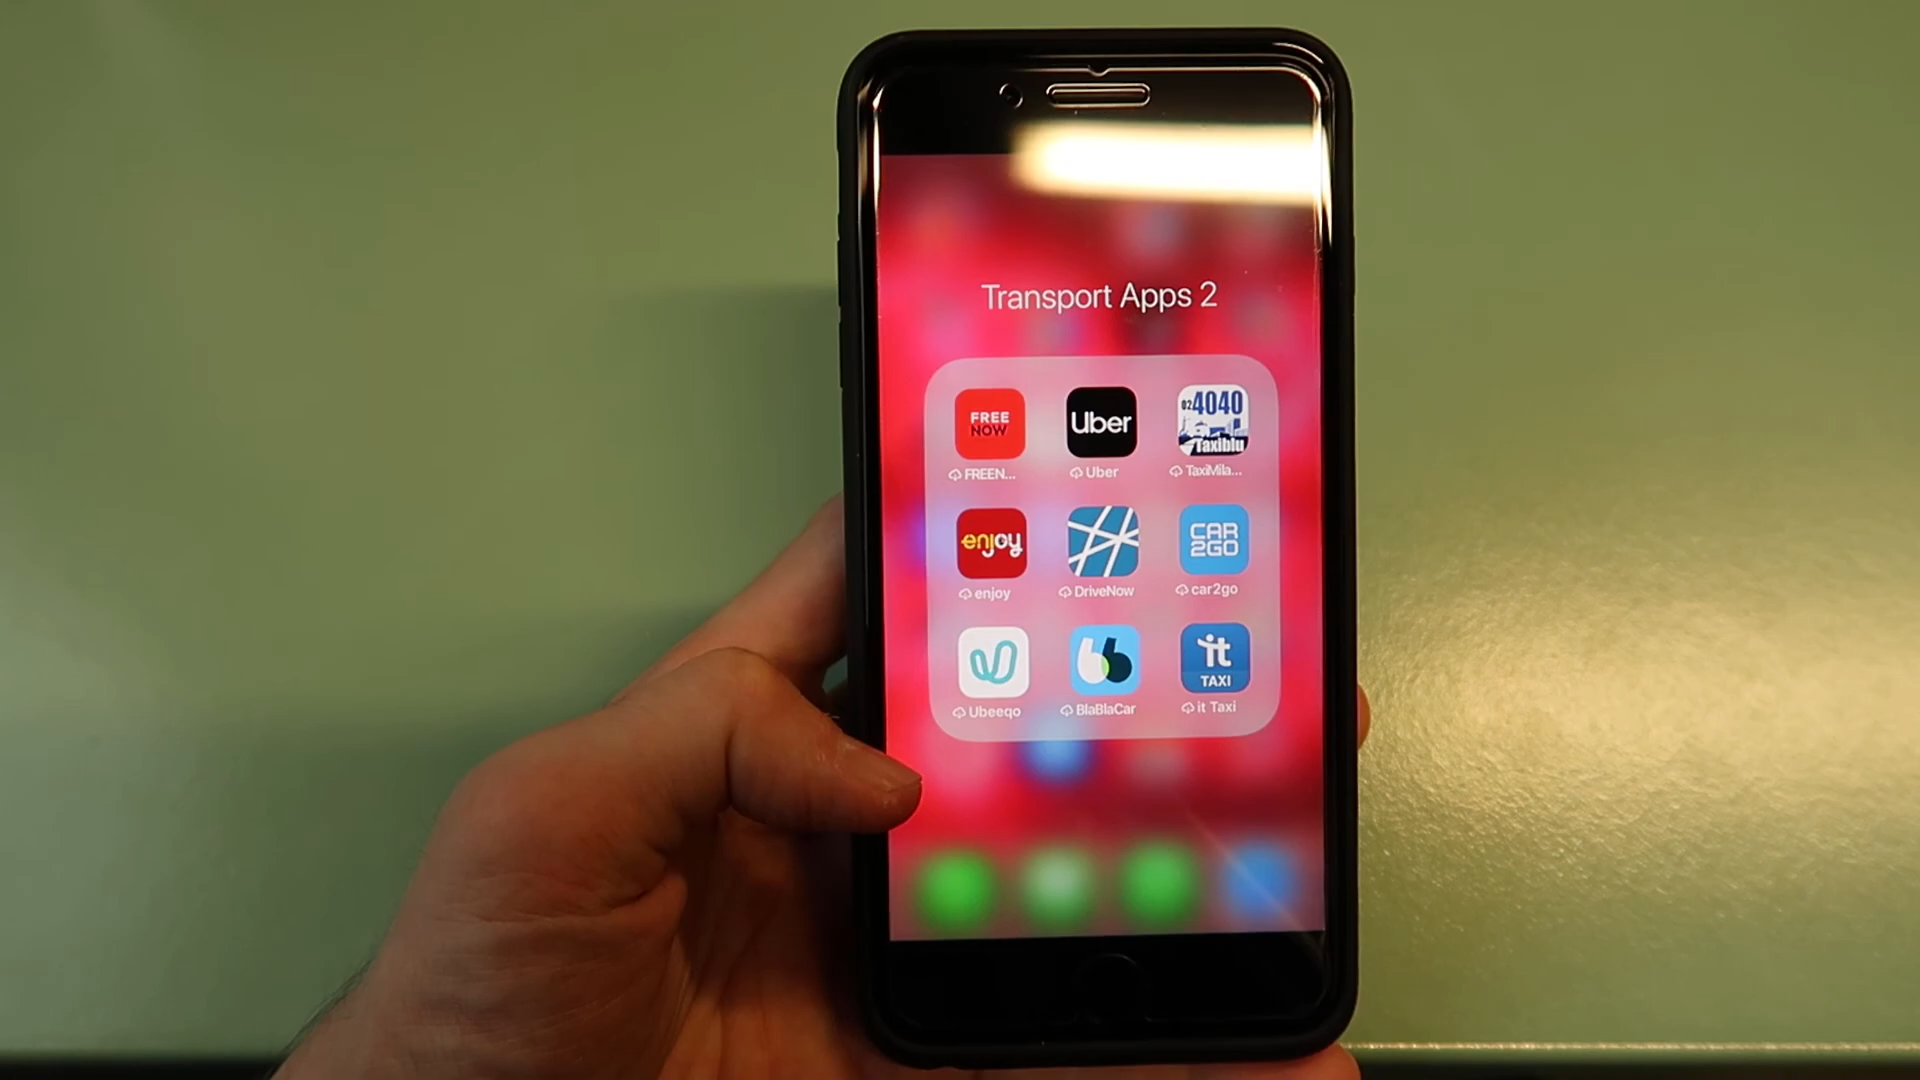 Transport Apps 2
FREE
NOW
Uber
024040
Taxiblu
FREEN...
Uber
TaxiMila...
enjoy
CAR
2GO
enjoy
DriveNow
car2go
it
TAXI
Ubeeqo
BlaBlaCar
it Taxi